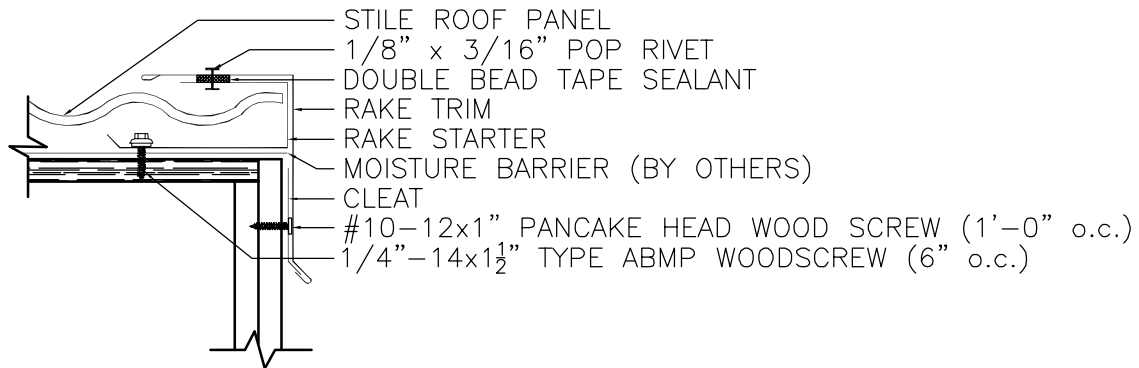 STILE ROOF PANEL
1/8" x 3/16" POP RIVET
DOUBLE BEAD TAPE SEALANT
RAKE TRIM
RAKE STARTER
MOISTURE BARRIER (BY OTHERS)
CLEAT
#10-12x1" PANCAKE HEAD WOOD SCREW (1'-0" o.c.)
1/4"-14x1½" TYPE ABMP WOODSCREW (6" o.c.)